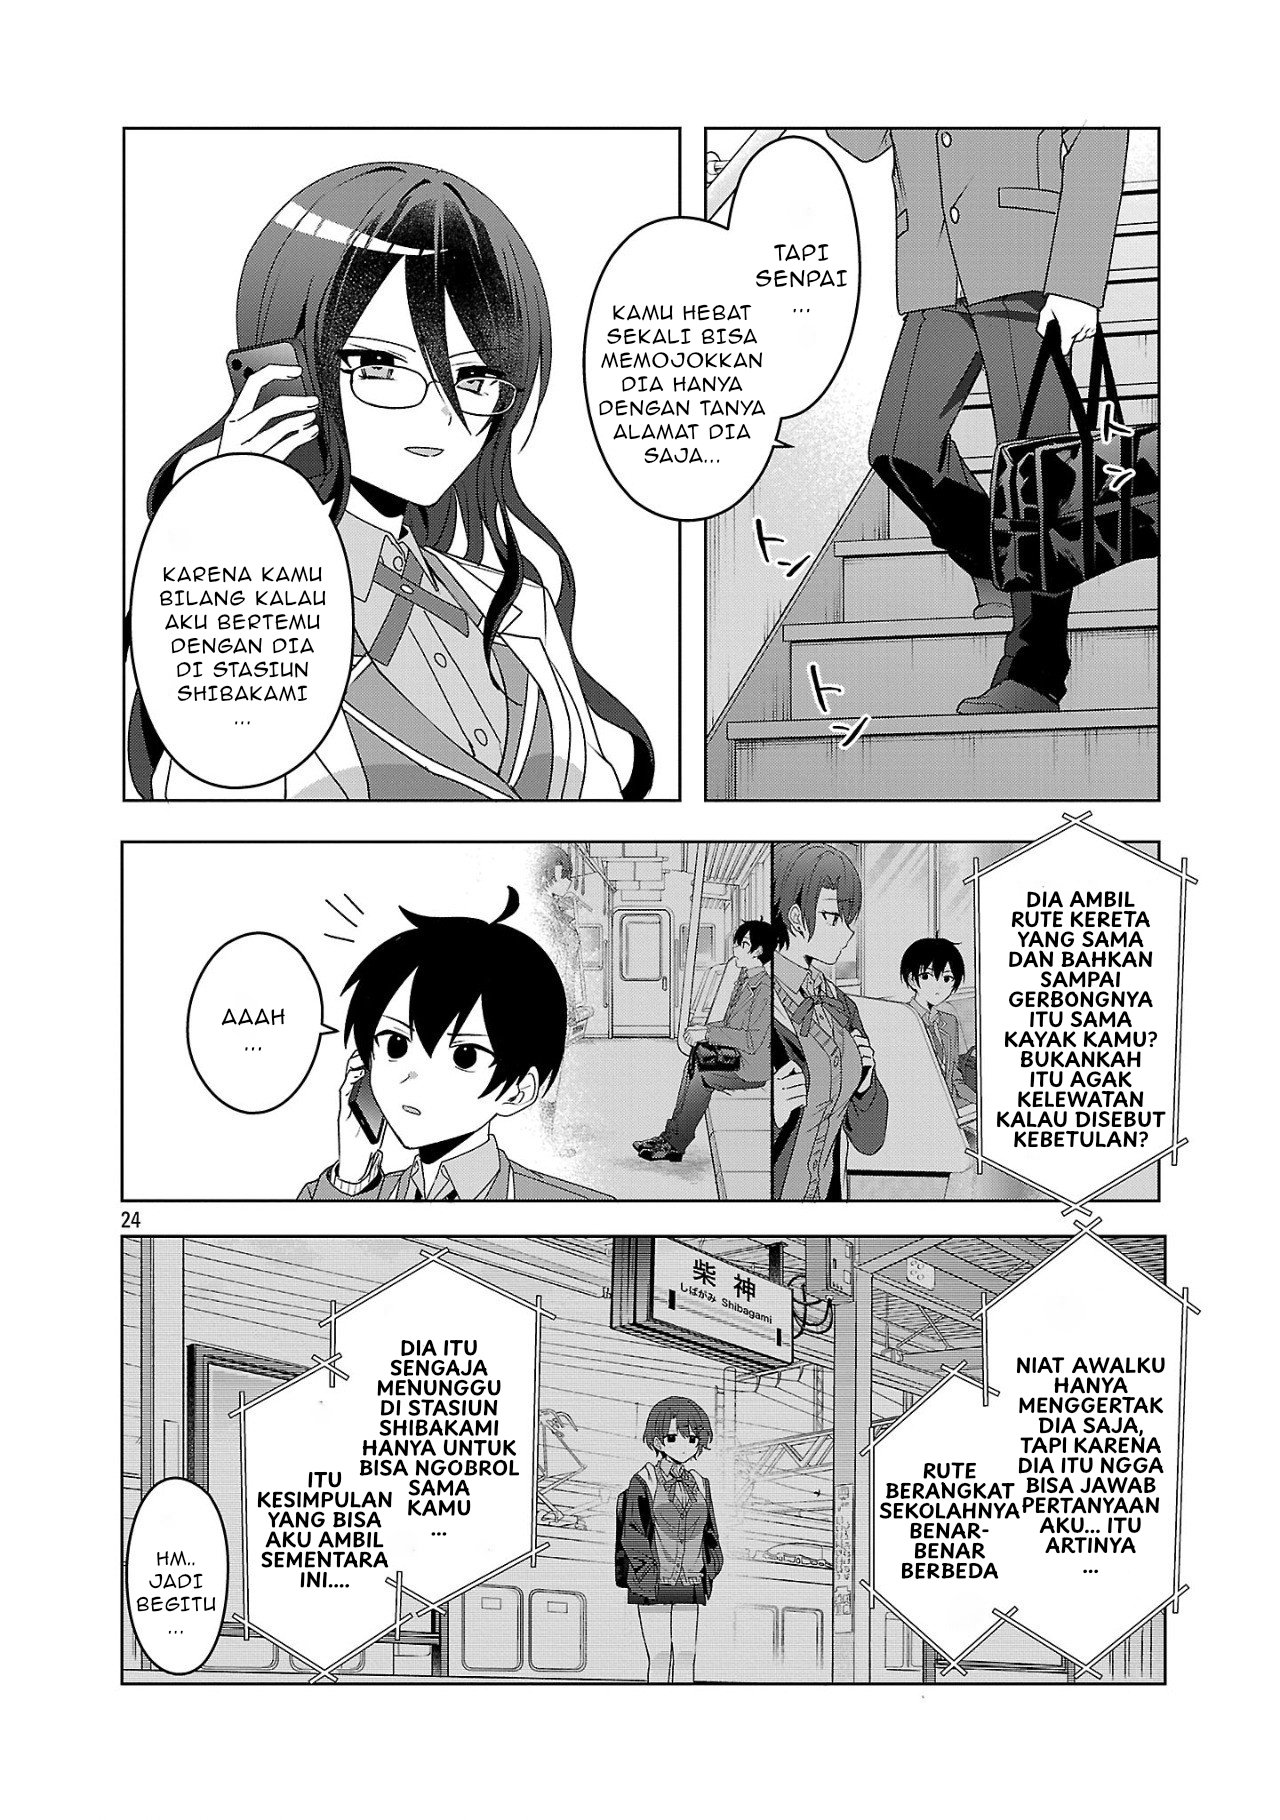 TAPI
SENPAI
...
KAMU HEBAT
SEKALI BISA
MEMOJOKKAN
DIA HANYA
DENGAN TANYA
ALAMAT DIA
SAJA...
ト
ト
ト
ト
KARENA KAMU
BILANG KALAU
AKU BERTEMU
DENGAN DIA
DI STASIUN
SHIBAKAMI
...
DIA AMBIL
RUTE KERETA
YANG SAMA
DAN BAHKAN
SAMPAI
GERBONGNYA
ITU SAMA
KAYAK KAMU?
BUKANKAH
ITU AGAK
KELEWATAN
KALAU DISEBUT
KEBETULAN?
AAAH
...
24
柴神
しばがみ Shibagami
NIAT AWALKU
HANYA
MENGGERTAK
DIA SAJA,
TAPI KARENA
DIA ITU NGGA
BISA JAWAB
PERTANYAAN
AKU... ITU
ARTINYA
...
RUTE
BERANGKAT
SEKOLAHNYA
BENAR-
BENAR
BERBEDA
DIA ITU
SENGAJA
MENUNGGU
DI STASIUN
SHIBAKAMI
HANYA UNTUK
BISA NGOBROL
SAMA
KAMU
...
ITU
KESIMPULAN
YANG BISA
AKU AMBIL
SEMENTARA
INI....
HM..
JADI
BEGITU
...